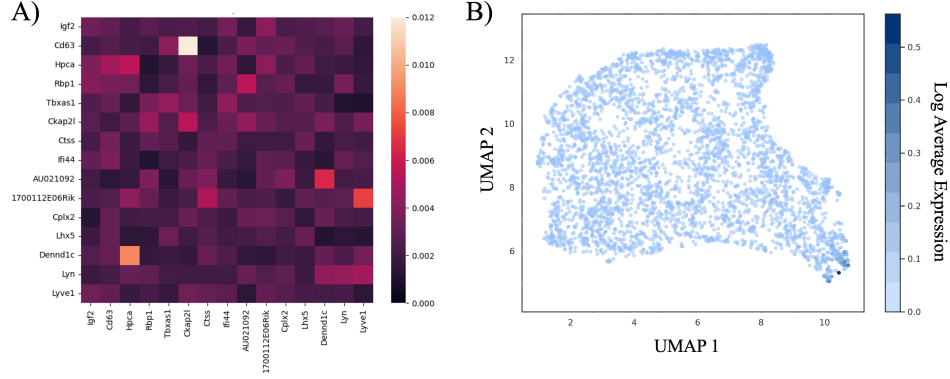 A)
Igf2
Cd63
Hpca
Rbp1
Tbxas1
Ckap2l
Ctss
Ifi44
AU021092
1700112E06Rik
Cplx2
Lhx5
Dennd1c
Lyn
Lyve1
Igf2
Cd63
Hpca
Rbp1
Tbxas1
Ckap2l
Ctss
Ifi44
AU021092
1700112E06Rik
Cplx2
Lhx5
Dennd1c
Lyn
Lyve1
0.012
0.010
0.008
0.006
0.004
0.002
0.000
B)
UMAP 2
12
10
8
6
2
4
6
8
10
UMAP 1
0.5
0.4
0.3
0.2
0.1
0.0
Log Average Expression